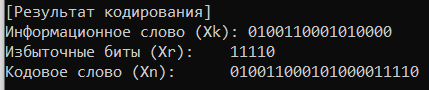 [Результат кодирования]
Информационное слово (Xk): 0100110001010000
Избыточные биты (Xr):    11110
Кодовое слово (Xn):      010011000101000011110